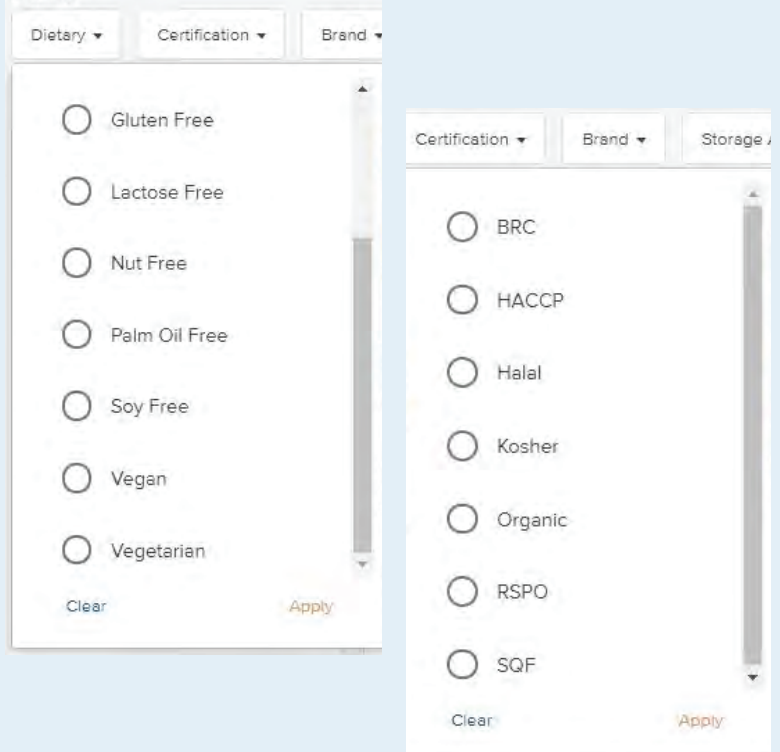 Dietary
Certification
Brand
Gluten Free
Lactose Free
Nut Free
Palm Oil Free
Soy Free
Vegan
Vegetarian
Clear
Apply
Certification
Brand
Storage
BRC
HACCP
Halal
Kosher
Organic
RSPO
SQF
Clear
Apply